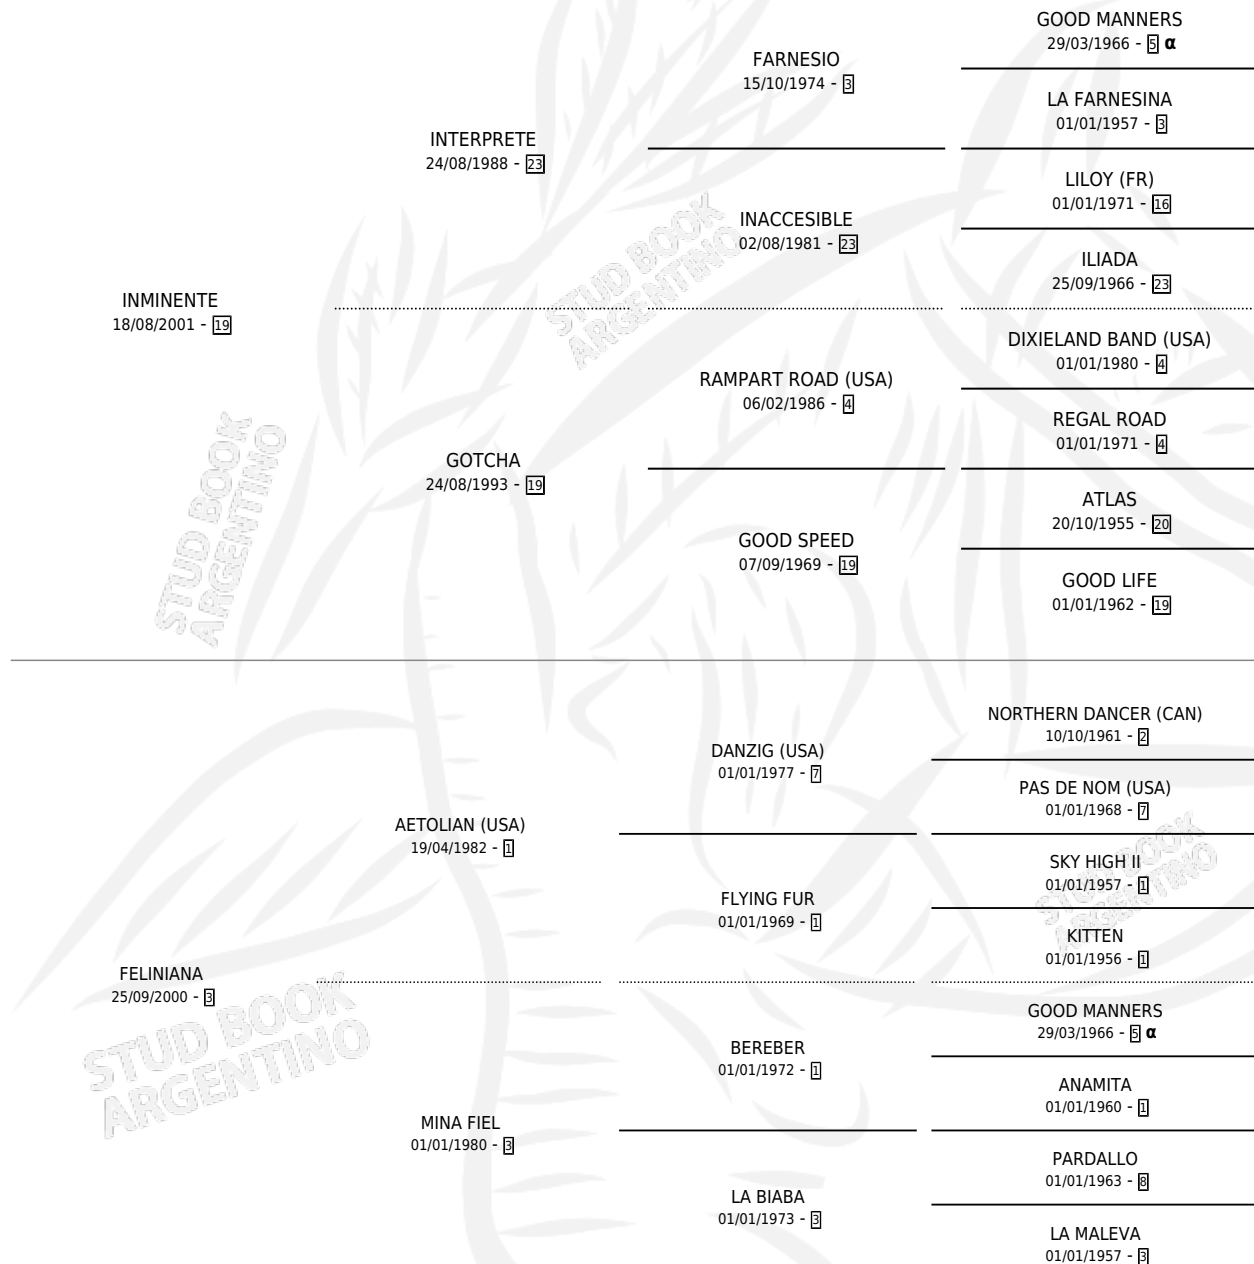 GOOD MANNERS
29/03/1966 - 5 α
FARNESIO
15/10/1974 - 3
LA FARNESINA
01/01/1957 - 3
INTERPRETE
24/08/1988 - 23
LILOY (FR)
01/01/1971 - 16
INACCESIBLE
02/08/1981 - 23
ILIADA
25/09/1966 - 23
INMINENTE
18/08/2001 - 19
DIXIELAND BAND (USA)
01/01/1980 - 4
RAMPART ROAD (USA)
06/02/1986 - 4
REGAL ROAD
01/01/1971 - 4
GOTCHA
24/08/1993 - 19
ATLAS
20/10/1955 - 20
GOOD SPEED
07/09/1969 - 19
GOOD LIFE
01/01/1962 - 19
NORTHERN DANCER (CAN)
10/10/1961 - 2
DANZIG (USA)
01/01/1977 - 7
PAS DE NOM (USA)
01/01/1968 - 7
AETOLIAN (USA)
19/04/1982 - 1
SKY HIGH II
01/01/1957 - 1
FLYING FUR
01/01/1969 - 1
KITTEN
01/01/1956 - 1
FELINIANA
25/09/2000 - 3
GOOD MANNERS
29/03/1966 - 5 α
BEREBER
01/01/1972 - 1
ANAMITA
01/01/1960 - 1
MINA FIEL
01/01/1980 - 3
PARDALLO
01/01/1963 - 8
LA BIABA
01/01/1973 - 3
LA MALEVA
01/01/1957 - 3
STUD BOOK
ARGENTINO
STUD BOOK
ARGENTINO
STUD BOOK
ARGENTINO
STUD BOOK
ARGENTINO